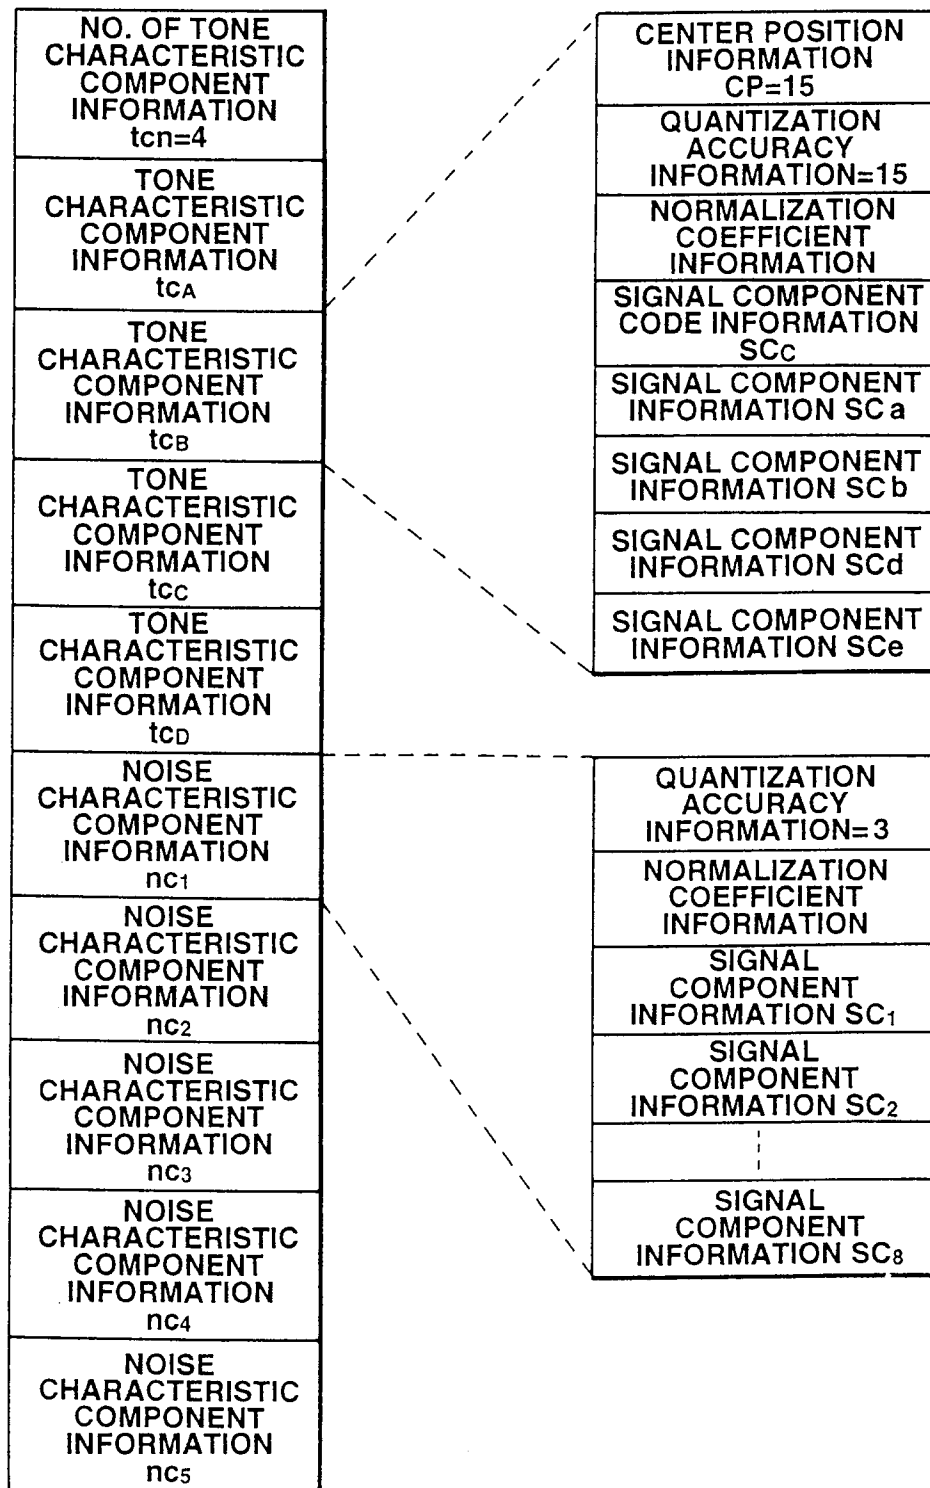 NO. OF TONE
CHARACTERISTIC
COMPONENT
INFORMATION
tcn=4
TONE
CHARACTERISTIC
COMPONENT
INFORMATION
tcA
TONE
CHARACTERISTIC
COMPONENT
INFORMATION
tcB
TONE
CHARACTERISTIC
COMPONENT
INFORMATION
tcC
TONE
CHARACTERISTIC
COMPONENT
INFORMATION
tcD
NOISE
CHARACTERISTIC
COMPONENT
INFORMATION
nc1
NOISE
CHARACTERISTIC
COMPONENT
INFORMATION
nc2
NOISE
CHARACTERISTIC
COMPONENT
INFORMATION
nc3
NOISE
CHARACTERISTIC
COMPONENT
INFORMATION
nc4
NOISE
CHARACTERISTIC
COMPONENT
INFORMATION
nc5
CENTER POSITION
INFORMATION
CP=15
QUANTIZATION
ACCURACY
INFORMATION=15
NORMALIZATION
COEFFICIENT
INFORMATION
SIGNAL COMPONENT
CODE INFORMATION
SCc
SIGNAL COMPONENT
INFORMATION SCa
SIGNAL COMPONENT
INFORMATION SCb
SIGNAL COMPONENT
INFORMATION SCd
SIGNAL COMPONENT
INFORMATION SCe
QUANTIZATION
ACCURACY
INFORMATION=3
NORMALIZATION
COEFFICIENT
INFORMATION
SIGNAL
COMPONENT
INFORMATION SC1
SIGNAL
COMPONENT
INFORMATION SC2
SIGNAL
COMPONENT
INFORMATION SC8